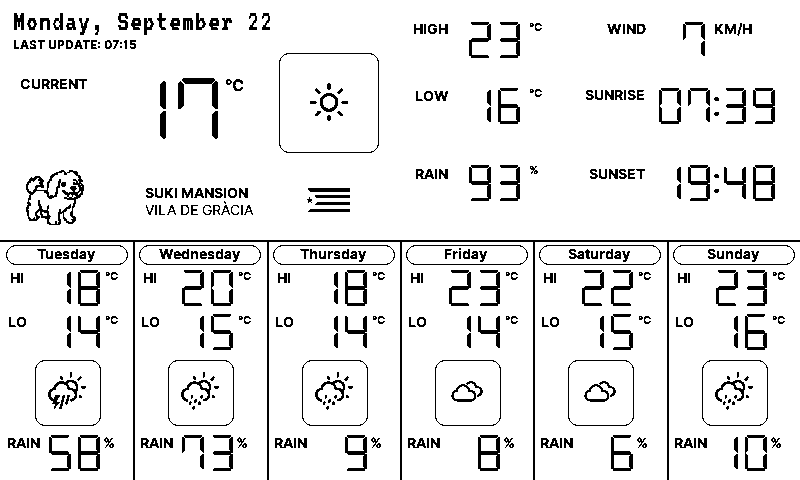 Monday, September 22
LAST UPDATE: 07:15
CURRENT 17 °C
SUKI MANSION
VILA DE GRÀCIA
HIGH 23 °C
LOW 16 °C
RAIN 93 %
WIND 7 KM/H
SUNRISE 07:39
SUNSET 19:48
Tuesday
HI 18 °C
LO 14 °C
RAIN 58 %
Wednesday
HI 20 °C
LO 15 °C
RAIN 73 %
Thursday
HI 18 °C
LO 14 °C
RAIN 9 %
Friday
HI 23 °C
LO 14 °C
RAIN 8 %
Saturday
HI 22 °C
LO 15 °C
RAIN 6 %
Sunday
HI 23 °C
LO 16 °C
RAIN 10 %